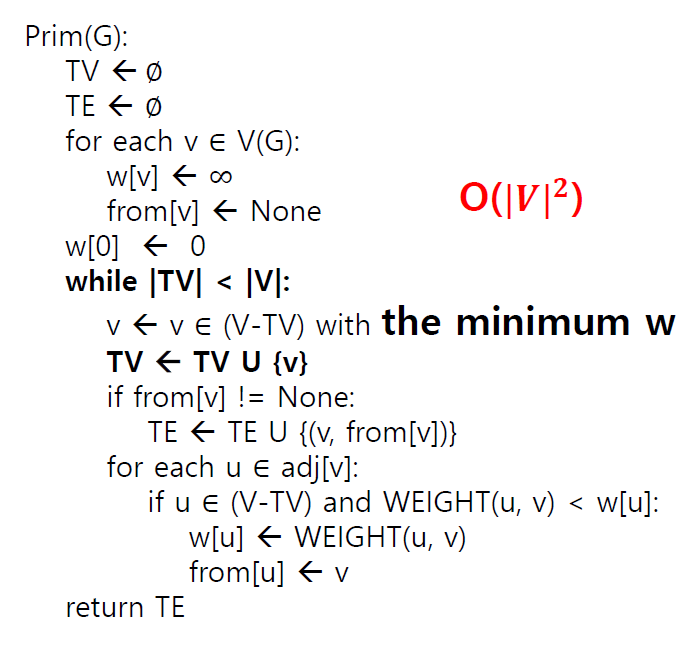 Prim(G):
TV ← ∅
TE ← ∅
for each v ∈ V(G):
w[v] ← ∞
from[v] ← None
O(|V|²)
w[0] ← 0
while |TV| < |V|:
v ← v ∈ (V-TV) with the minimum w
TV ← TV U {v}
if from[v] != None:
TE ← TE U {(v, from[v])}
for each u ∈ adj[v]:
if u ∈ (V-TV) and WEIGHT(u, v) < w[u]:
w[u] ← WEIGHT(u, v)
from[u] ← v
return TE